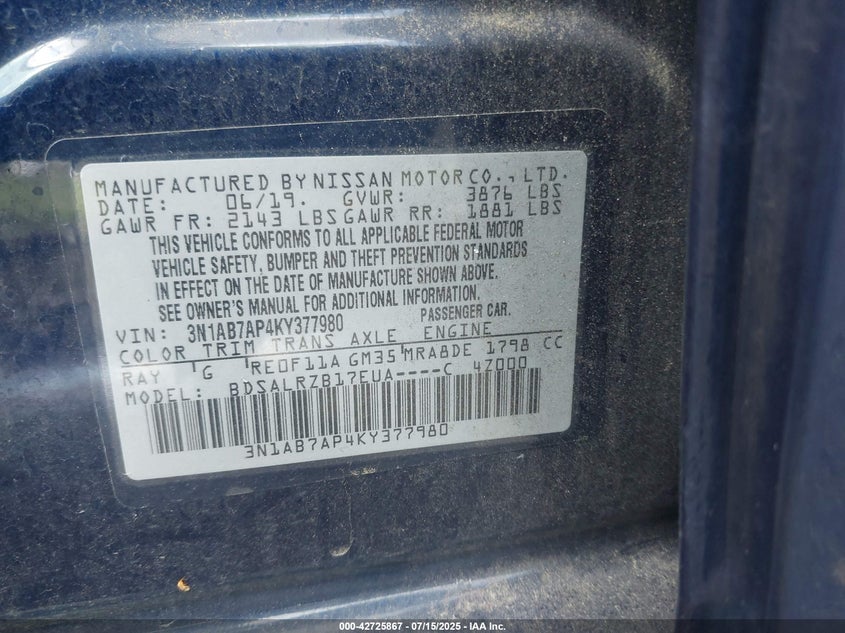 MANUFACTURED BY NISSAN MOTOR CO., LTD.
DATE: 06/19. GVWR: 3876 LBS
GAWR FR: 2143 LBS GAWR RR: 1881 LBS
THIS VEHICLE CONFORMS TO ALL APPLICABLE FEDERAL MOTOR
VEHICLE SAFETY, BUMPER AND THEFT PREVENTION STANDARDS
IN EFFECT ON THE DATE OF MANUFACTURE SHOWN ABOVE.
SEE OWNER'S MANUAL FOR ADDITIONAL INFORMATION.
VIN: 3N1AB7AP4KY377980 PASSENGER CAR.
COLOR TRIM TRANS AXLE ENGINE
RAY 'G 'RE0F11A GM35'MRA8DE 1798 CC
MODEL: BDSALRZB17EUA----C 4Z000
3N1AB7AP4KY377980
000-42725867 - 07/15/2025 - IAA Inc.